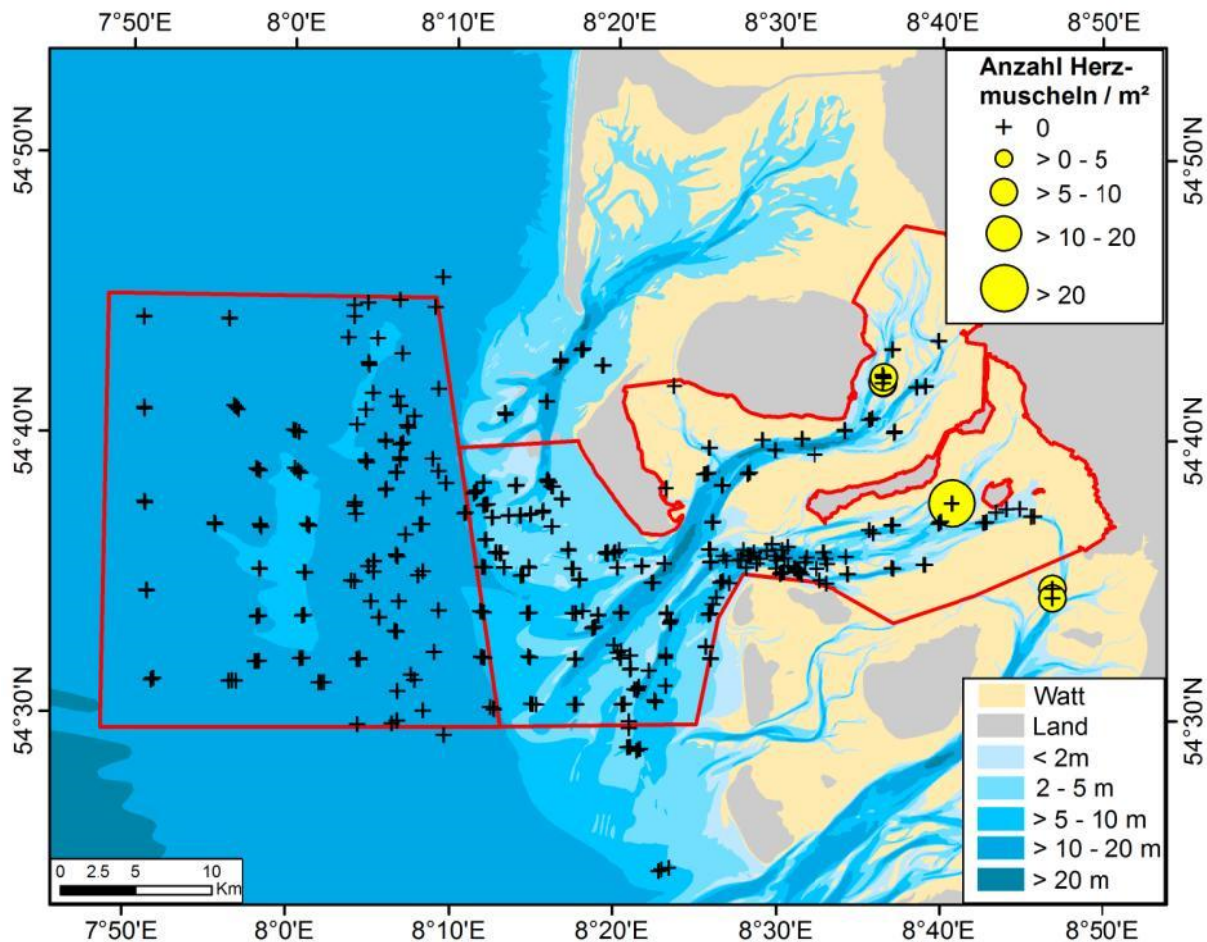 7°50'E 8°0'E 8°10'E 8°20'E 8°30'E 8°40'E 8°50'E
Anzahl Herz-
muscheln / m²
0
> 0 - 5
> 5 - 10
> 10 - 20
> 20
54°50'N
54°50'N
54°40'N
54°40'N
54°30'N
54°30'N
Watt
Land
< 2m
2 - 5 m
> 5 - 10 m
> 10 - 20 m
> 20 m
0 2.5 5 10
Km
7°50'E 8°0'E 8°10'E 8°20'E 8°30'E 8°40'E 8°50'E